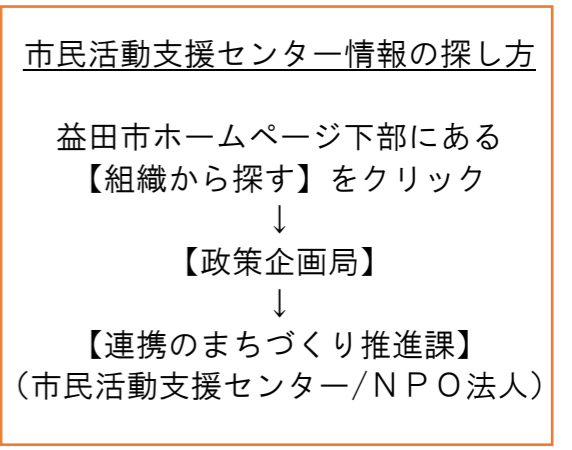 市民活動支援センター情報の探し方
益田市ホームページ下部にある
【組織から探す】をクリック
↓
【政策企画局】
↓
【連携のまちづくり推進課】
（市民活動支援センター/ＮＰＯ法人）